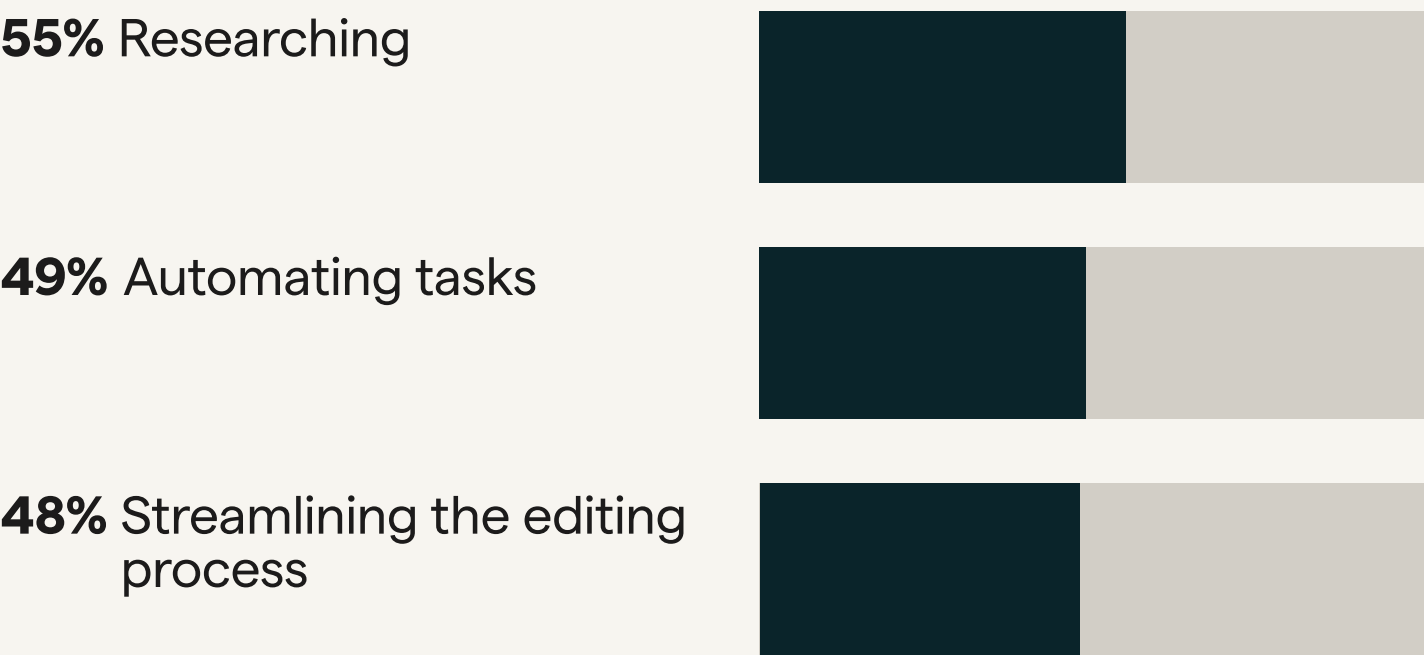 55% Researching
49% Automating tasks
48% Streamlining the editing
process